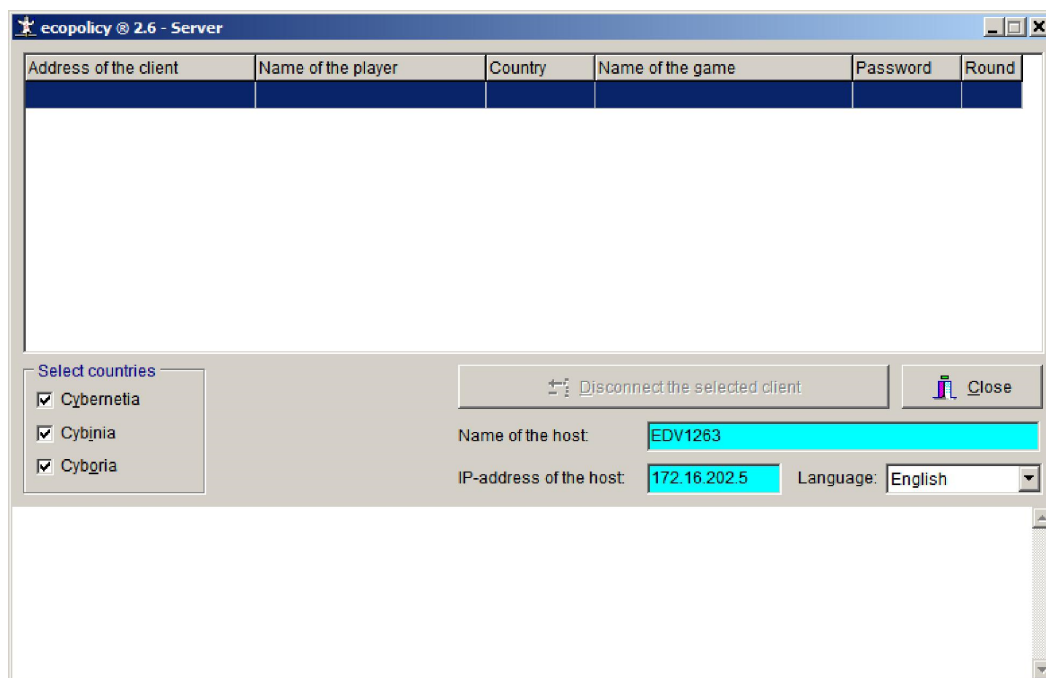 ecopolicy ® 2.6 - Server
Address of the client Name of the player Country Name of the game Password Round
Select countries
Cybernetia
Cybinia
Cyboria
Disconnect the selected client
Close
Name of the host: EDV1263
IP-address of the host: 172.16.202.5 Language: English